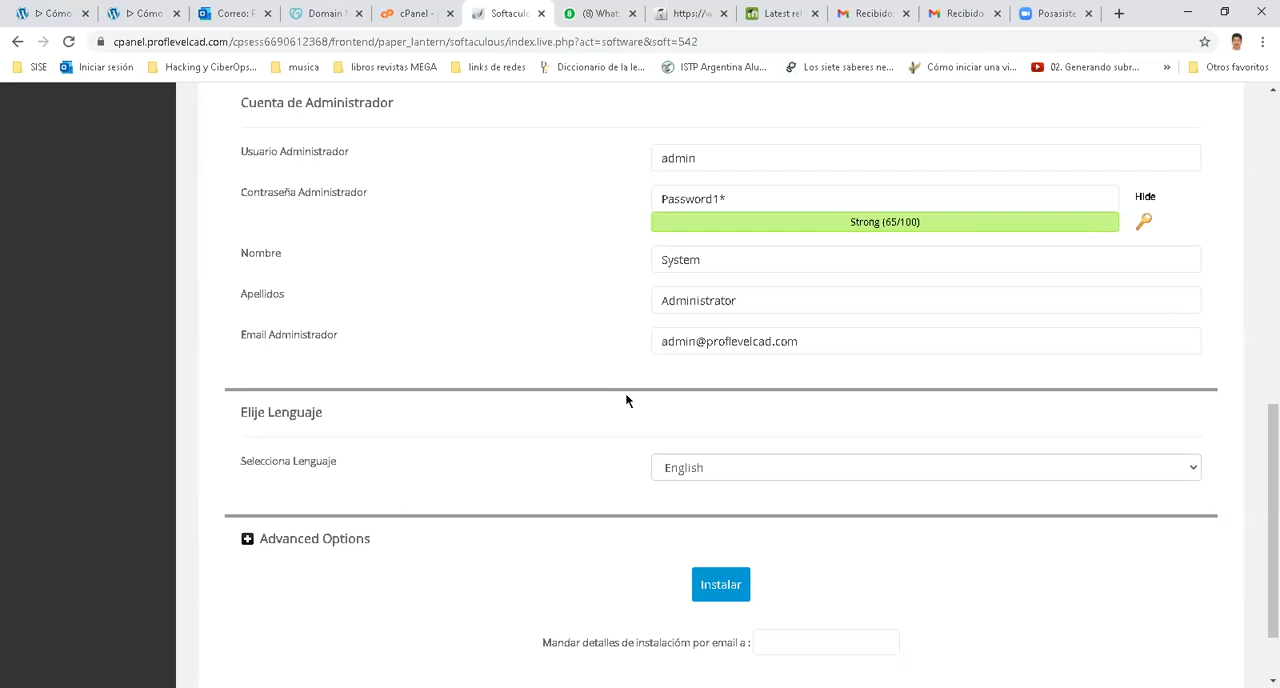 ▷ Cómo
▷ Cómo
Correo: F
Domain
cPanel -
Softaculo
(8) What
https://w
Latest rel
Recibido
Recibido
Posasiste
cpanel.proflevelcad.com/cpsess6690612368/frontend/paper_lantern/softaculous/index.live.php?act=software&soft=542
SISE
Iniciar sesión
Hacking y CiberOps...
musica
libros revistas MEGA
links de redes
Diccionario de la le...
ISTP Argentina Alu...
Los siete saberes ne...
Cómo iniciar una vi...
02. Generando subr...
»
Otros favoritos
Cuenta de Administrador
Usuario Administrador
admin
Contraseña Administrador
Password1*
Hide
Strong (65/100)
Nombre
System
Apellidos
Administrator
Email Administrador
admin@proflevelcad.com
Elije Lenguaje
Selecciona Lenguaje
English
Advanced Options
Instalar
Mandar detalles de instalacióm por email a :